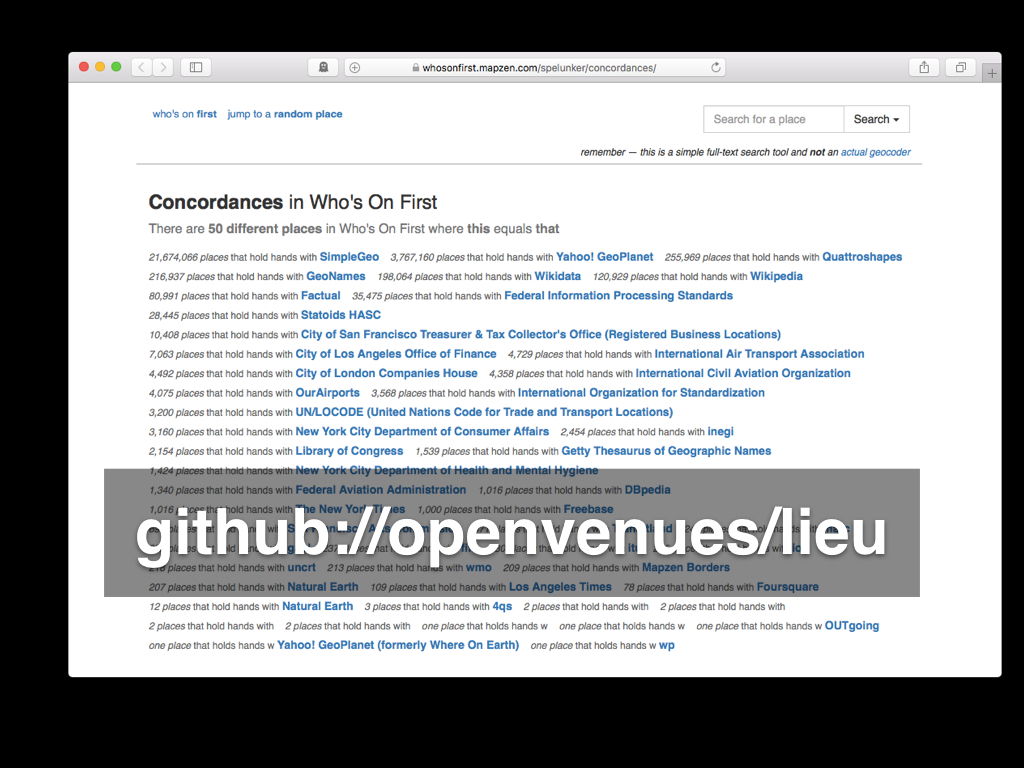 whosonfirst.mapzen.com/spelunker/concordances/
who's on first jump to a random place
Search for a place Search
remember — this is a simple full-text search tool and not an actual geocoder
Concordances in Who's On First
There are 50 different places in Who's On First where this equals that
21,674,066 places that hold hands with SimpleGeo 3,767,160 places that hold hands with Yahoo! GeoPlanet 255,969 places that hold hands with Quattroshapes
216,937 places that hold hands with GeoNames 198,064 places that hold hands with Wikidata 120,929 places that hold hands with Wikipedia
80,991 places that hold hands with Factual 35,475 places that hold hands with Federal Information Processing Standards
28,445 places that hold hands with Statoids HASC
10,408 places that hold hands with City of San Francisco Treasurer & Tax Collector's Office (Registered Business Locations)
7,063 places that hold hands with City of Los Angeles Office of Finance 4,729 places that hold hands with International Air Transport Association
4,492 places that hold hands with City of London Companies House 4,358 places that hold hands with International Civil Aviation Organization
4,075 places that hold hands with OurAirports 3,568 places that hold hands with International Organization for Standardization
3,200 places that hold hands with UN/LOCODE (United Nations Code for Trade and Transport Locations)
3,160 places that hold hands with New York City Department of Consumer Affairs 2,454 places that hold hands with inegi
2,154 places that hold hands with Library of Congress 1,539 places that hold hands with Getty Thesaurus of Geographic Names
1,424 places that hold hands with New York City Department of Health and Mental Hygiene
1,340 places that hold hands with Federal Aviation Administration 1,016 places that hold hands with DBpedia
1,016 places that hold hands with The New York Times 1,000 places that hold hands with Freebase
github://openvenues/lieu
places that hold hands with uncrt 213 places that hold hands with wmo 209 places that hold hands with Mapzen Borders
207 places that hold hands with Natural Earth 109 places that hold hands with Los Angeles Times 78 places that hold hands with Foursquare
12 places that hold hands with Natural Earth 3 places that hold hands with 4qs 2 places that hold hands with 2 places that hold hands with
2 places that hold hands with 2 places that hold hands with one place that holds hands w one place that holds hands w one place that holds hands w OUTgoing
one place that holds hands w Yahoo! GeoPlanet (formerly Where On Earth) one place that holds hands w wp